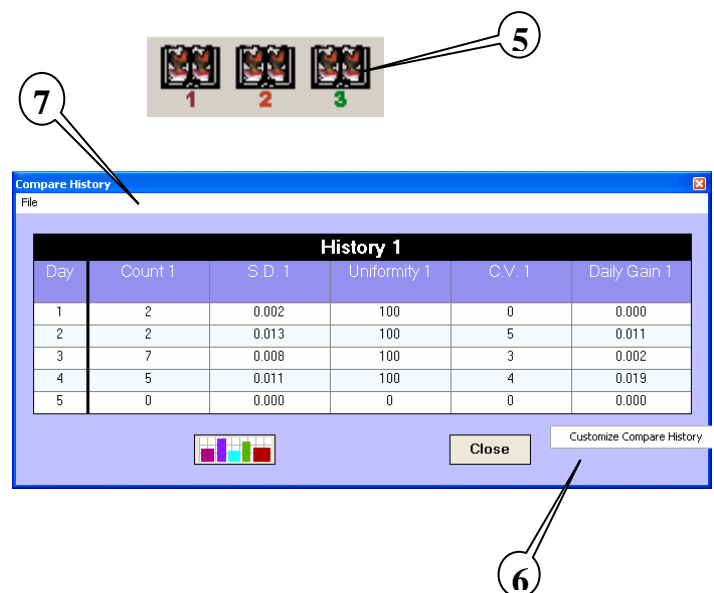 5
1 2 3
7
Compare History
File
History 1
Day Count 1 S.D. 1 Uniformity 1 C.V. 1 Daily Gain 1
1 2 0.002 100 0 0.000
2 2 0.013 100 5 0.011
3 7 0.008 100 3 0.002
4 5 0.011 100 4 0.019
5 0 0.000 0 0 0.000
Close
Customize Compare History
6